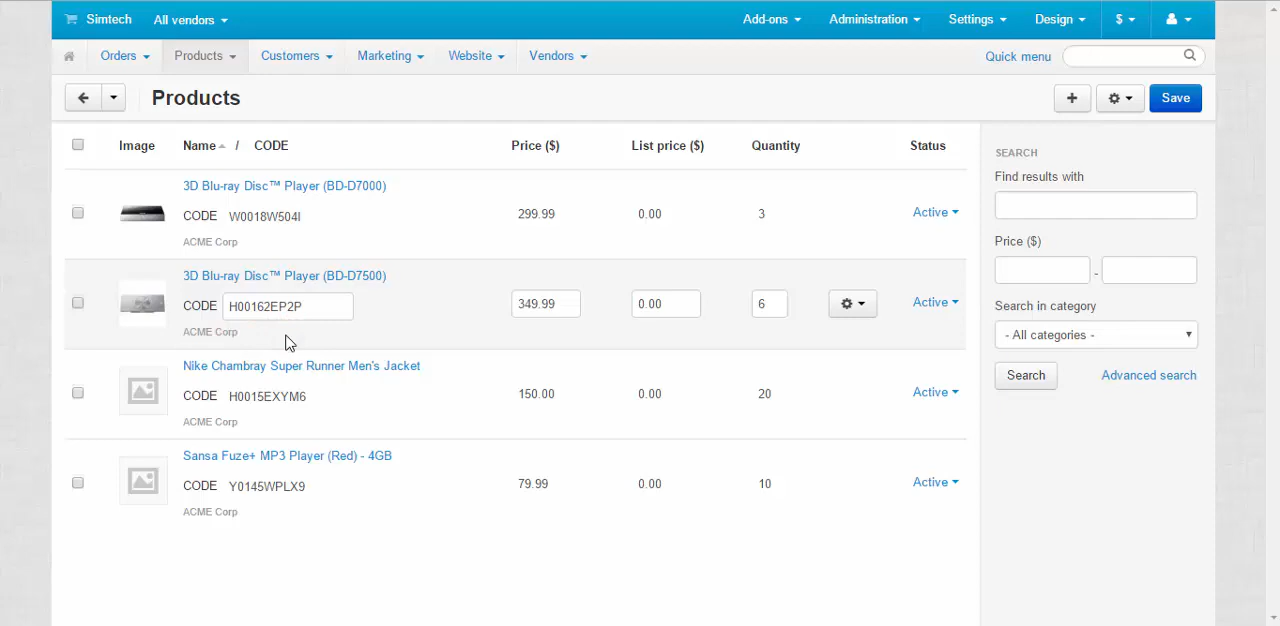 Simtech All vendors Add-ons Administration Settings Design $
Orders Products Customers Marketing Website Vendors Quick menu
Products Save
Image Name / CODE Price ($) List price ($) Quantity Status
3D Blu-ray Disc™ Player (BD-D7000)
CODE W0018W504I 299.99 0.00 3 Active
ACME Corp
3D Blu-ray Disc™ Player (BD-D7500)
CODE H00162EP2P 349.99 0.00 6 Active
ACME Corp
Nike Chambray Super Runner Men's Jacket
CODE H0015EXYM6 150.00 0.00 20 Active
ACME Corp
Sansa Fuze+ MP3 Player (Red) - 4GB
CODE Y0145WPLX9 79.99 0.00 10 Active
ACME Corp
SEARCH
Find results with
Price ($)
-
Search in category
- All categories -
Search Advanced search